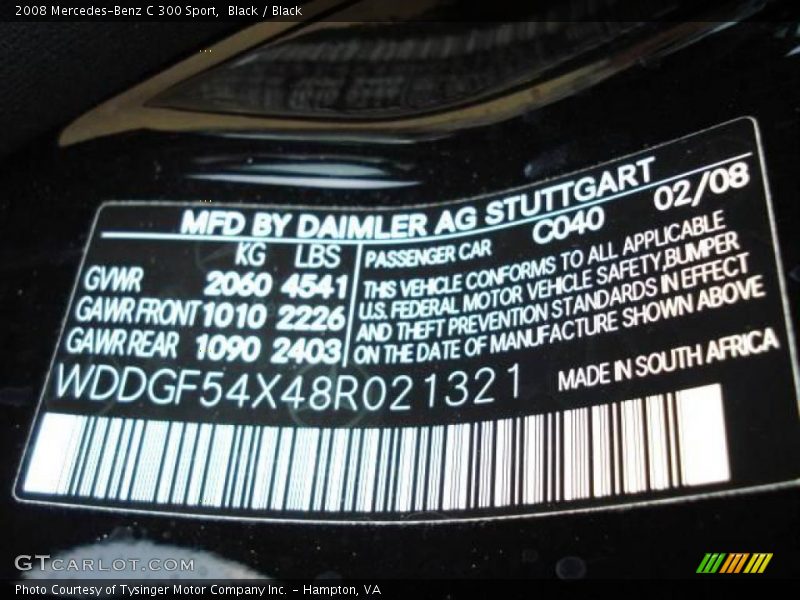 2008 Mercedes-Benz C 300 Sport, Black / Black
MFD BY DAIMLER AG STUTTGART
KG LBS
GVWR 2060 4541
GAWR FRONT 1010 2226
GAWR REAR 1090 2403
C040 02/08
PASSENGER CAR
THIS VEHICLE CONFORMS TO ALL APPLICABLE
U.S. FEDERAL MOTOR VEHICLE SAFETY,BUMPER
AND THEFT PREVENTION STANDARDS IN EFFECT
ON THE DATE OF MANUFACTURE SHOWN ABOVE
WDDGF54X48R021321 MADE IN SOUTH AFRICA
GTCARLOT.COM
Photo Courtesy of Tysinger Motor Company Inc. - Hampton, VA